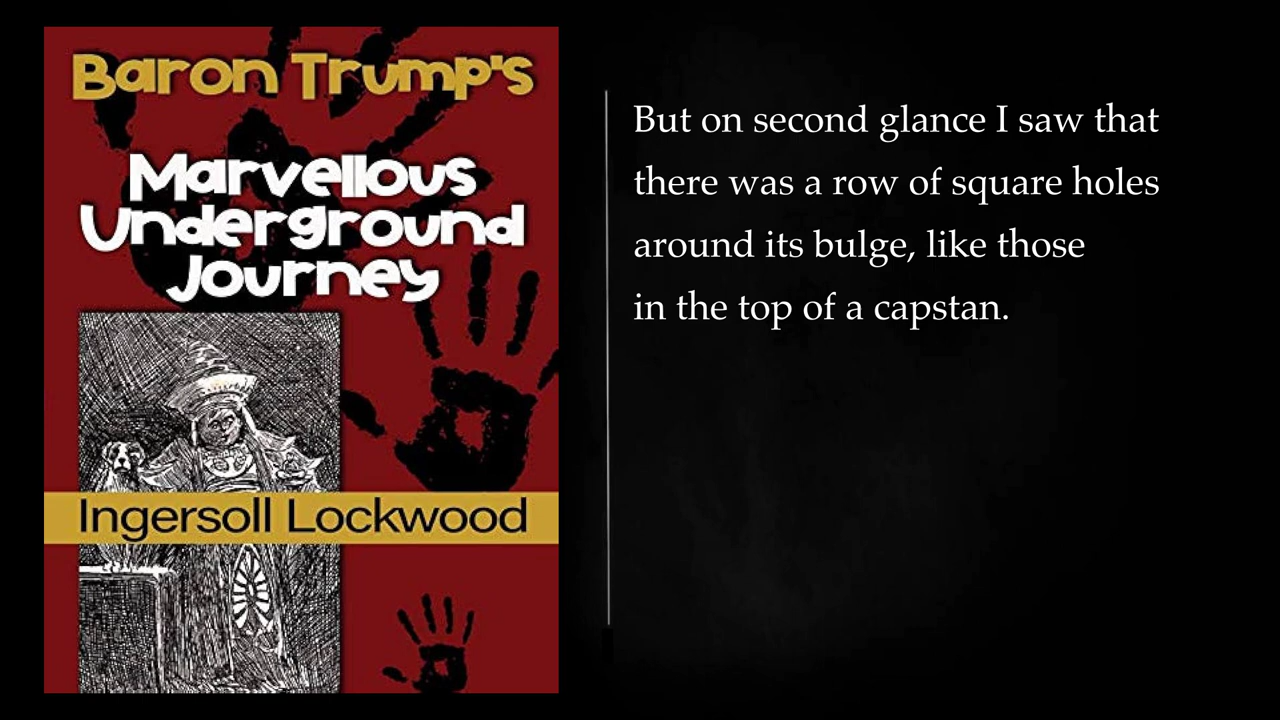 Baron Trump's
Marvellous
Underground
Journey
Ingersoll Lockwood
But on second glance I saw that
there was a row of square holes
around its bulge, like those
in the top of a capstan.